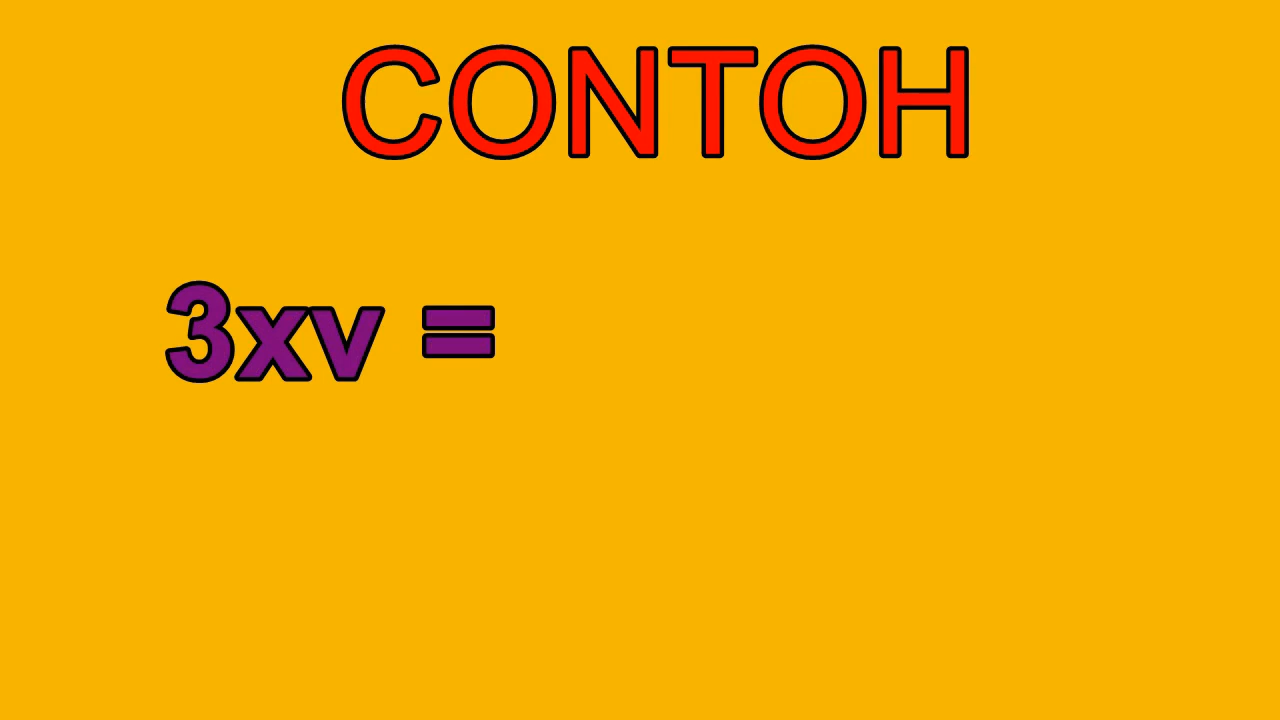 CONTOH
3xv =